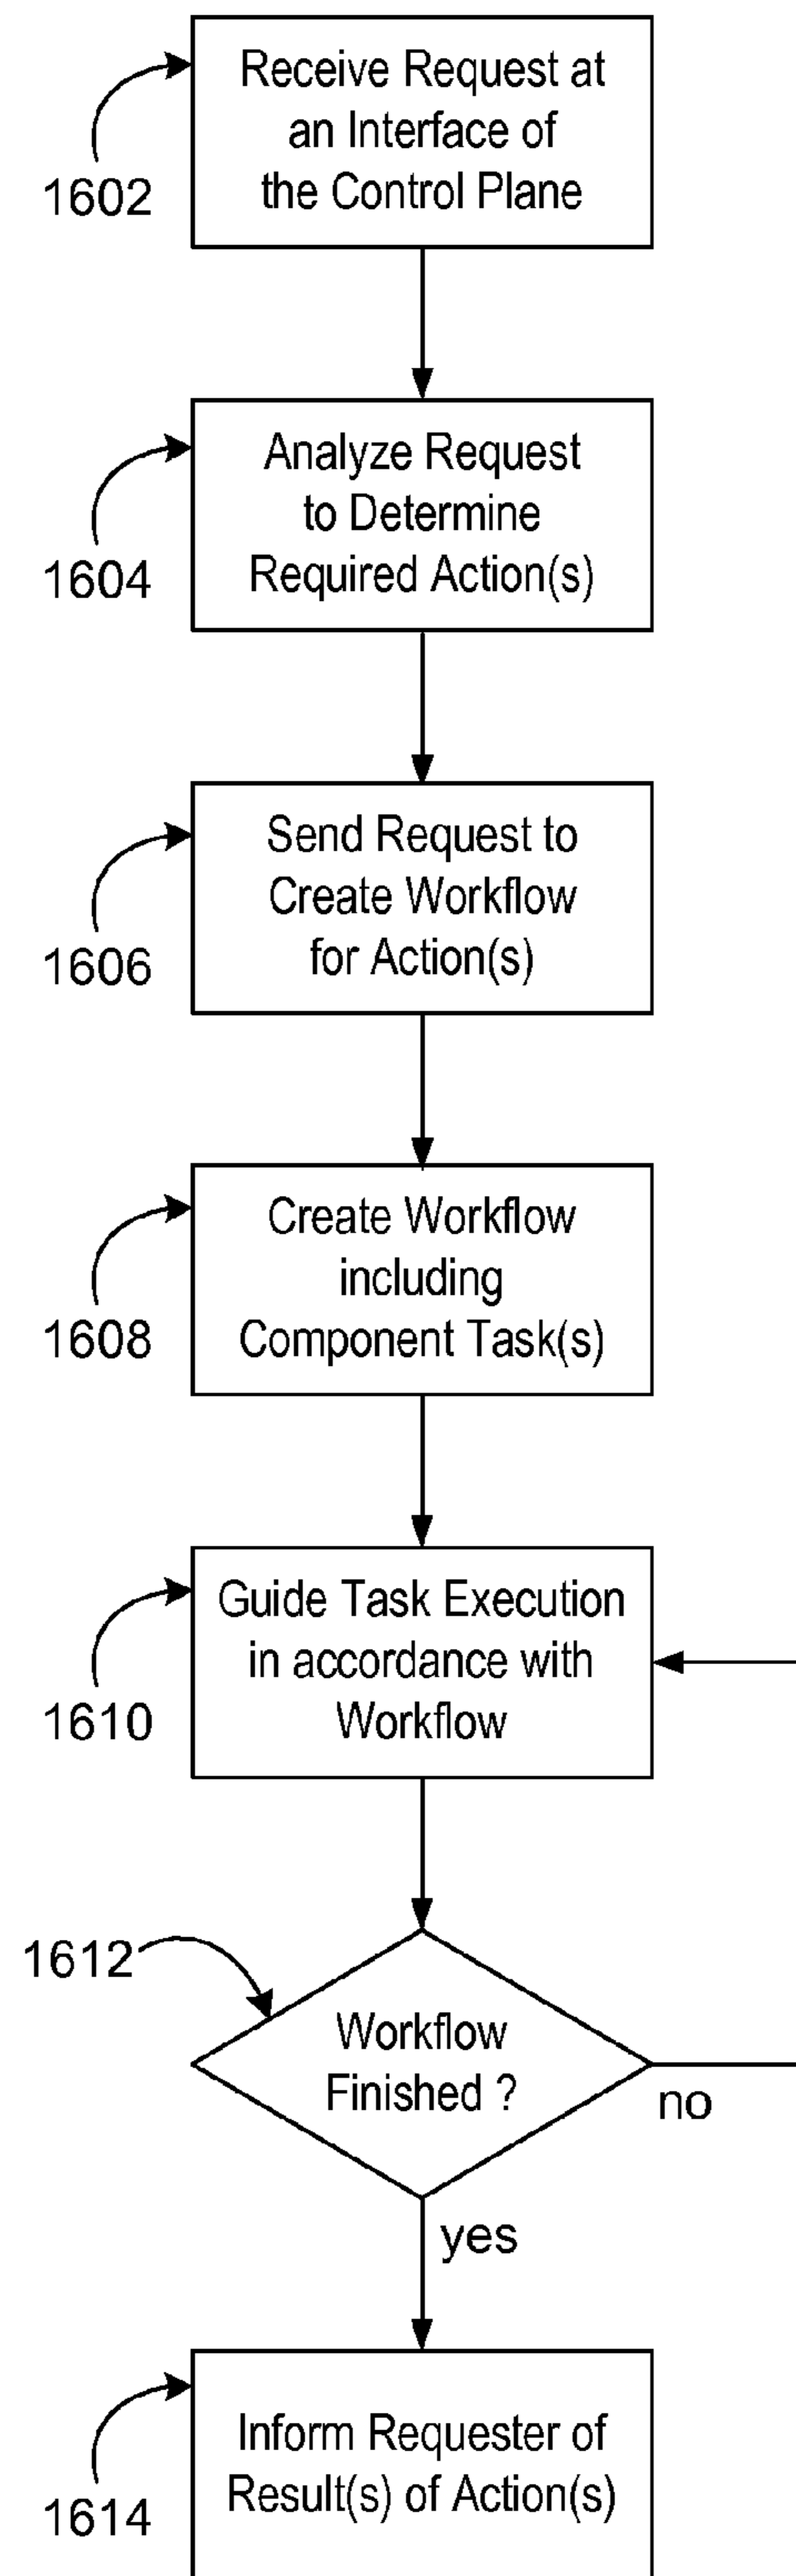 Receive Request at
an Interface of
the Control Plane
1602
Analyze Request
to Determine
Required Action(s)
1604
Send Request to
Create Workflow
for Action(s)
1606
Create Workflow
including
Component Task(s)
1608
Guide Task Execution
in accordance with
Workflow
1610
1612
Workflow
Finished ?
no
yes
Inform Requester of
Result(s) of Action(s)
1614